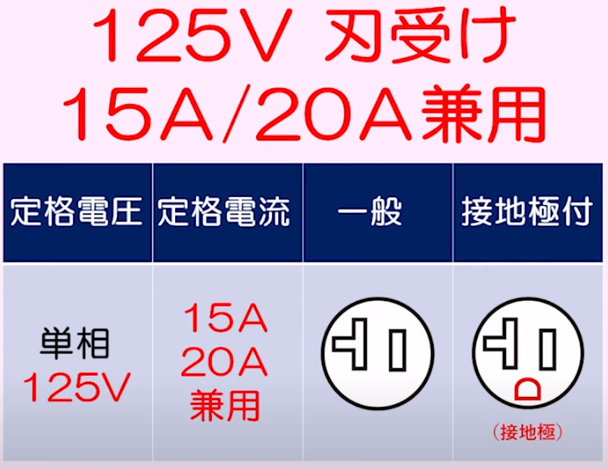 125V 刃受け
15A/20A兼用
定格電圧 定格電流 一般 接地極付
単相
125V
15A
20A
兼用
(接地極)